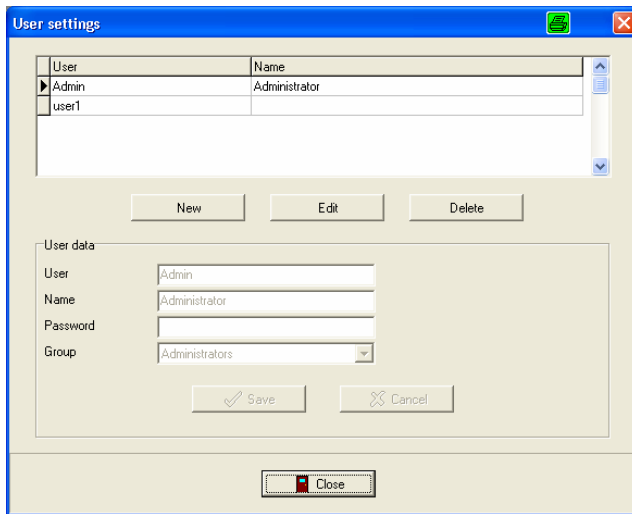 User settings
User Name
Admin Administrator
user1
New Edit Delete
User data
User Admin
Name Administrator
Password
Group Administrators
Save Cancel
Close